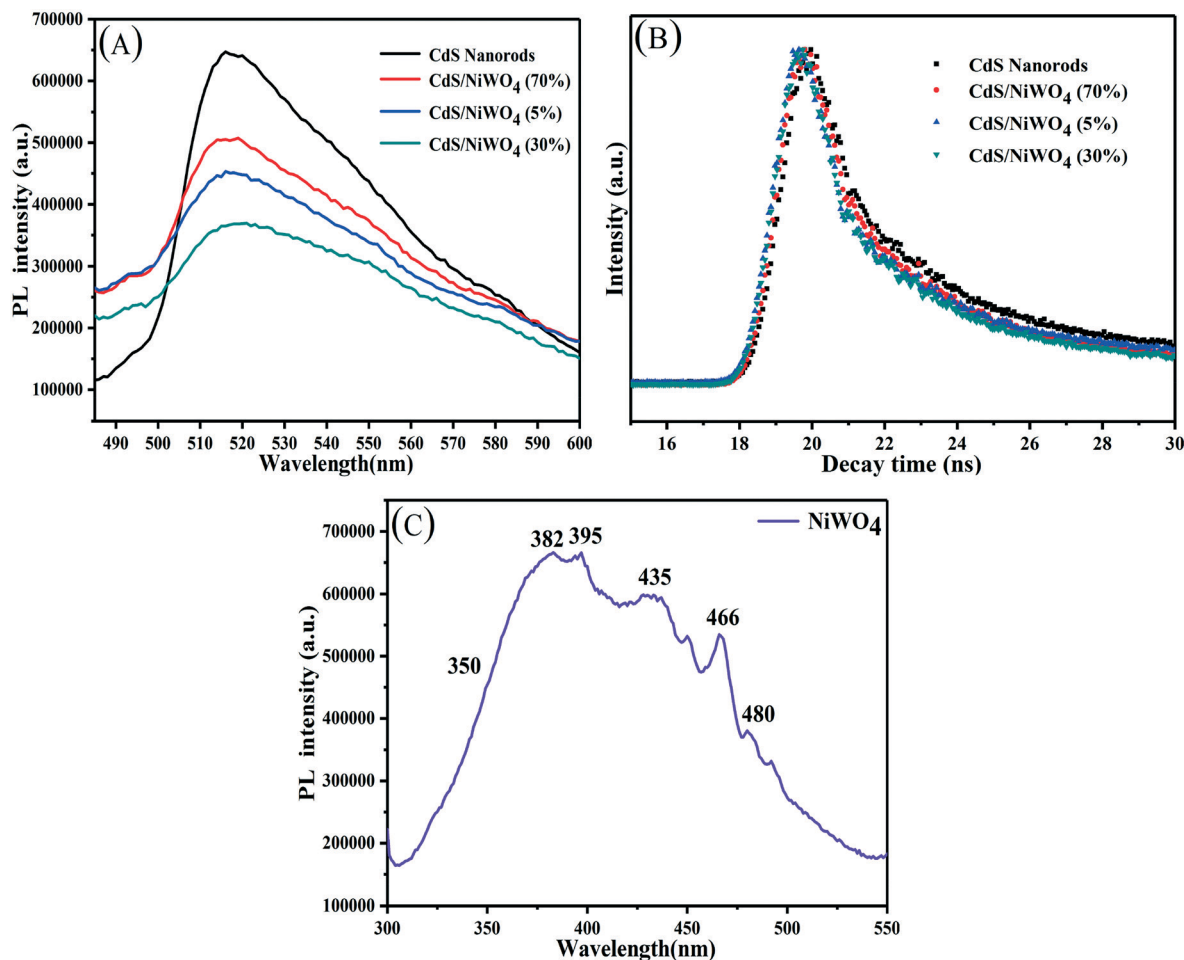 (A)
PL intensity (a.u.)
700000
600000
500000
400000
300000
200000
100000
CdS Nanorods
CdS/NiWO₄ (70%)
CdS/NiWO₄ (5%)
CdS/NiWO₄ (30%)
490 500 510 520 530 540 550 560 570 580 590 600
Wavelength(nm)
(B)
Intensity (a.u.)
CdS Nanorods
CdS/NiWO₄ (70%)
CdS/NiWO₄ (5%)
CdS/NiWO₄ (30%)
16 18 20 22 24 26 28 30
Decay time (ns)
(C)
PL intensity (a.u.)
800000
700000
600000
500000
400000
300000
200000
100000
NiWO₄
350
382
395
435
466
480
300 350 400 450 500 550
Wavelength(nm)